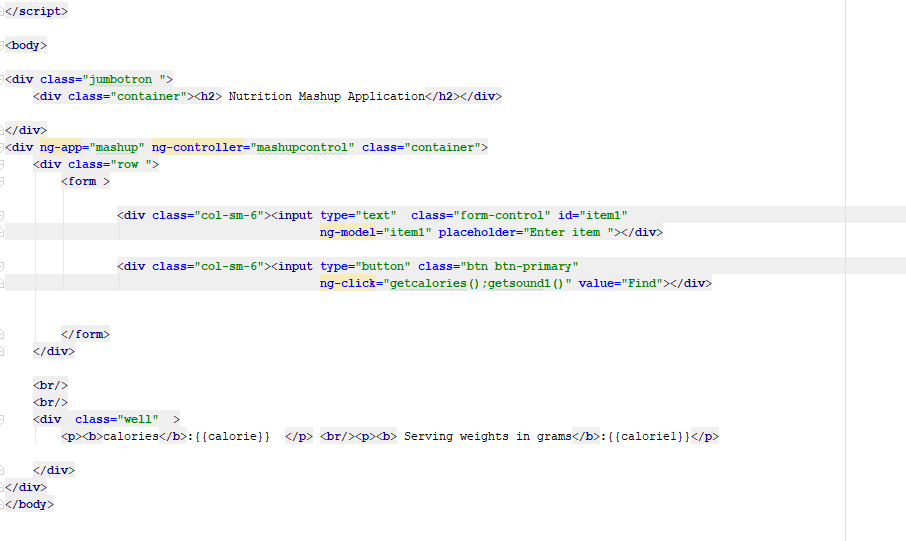 </script>
<body>
<div class="jumbotron ">
<div class="container"><h2> Nutrition Mashup Application</h2></div>
</div>
<div ng-app="mashup" ng-controller="mashupcontrol" class="container">
<div class="row ">
<form >
<div class="col-sm-6"><input type="text"  class="form-control" id="item1"
ng-model="item1" placeholder="Enter item "></div>
<div class="col-sm-6"><input type="button" class="btn btn-primary"
ng-click="getcalories();getsound1()" value="Find"></div>
</form>
</div>
<br/>
<br/>
<div  class="well"  >
<p><b>calories</b>:{{calorie}}  </p> <br/><p><b> Serving weights in grams</b>:{{calorie1}}</p>
</div>
</div>
</body>